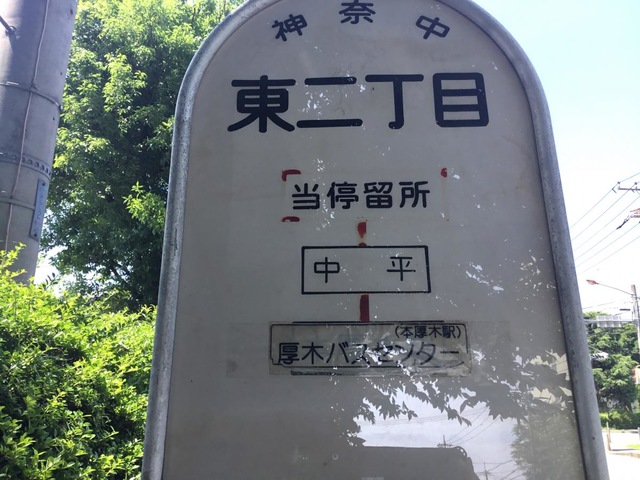 神奈中
東二丁目
当停留所
中平
(本厚木駅)
厚木バスセンター